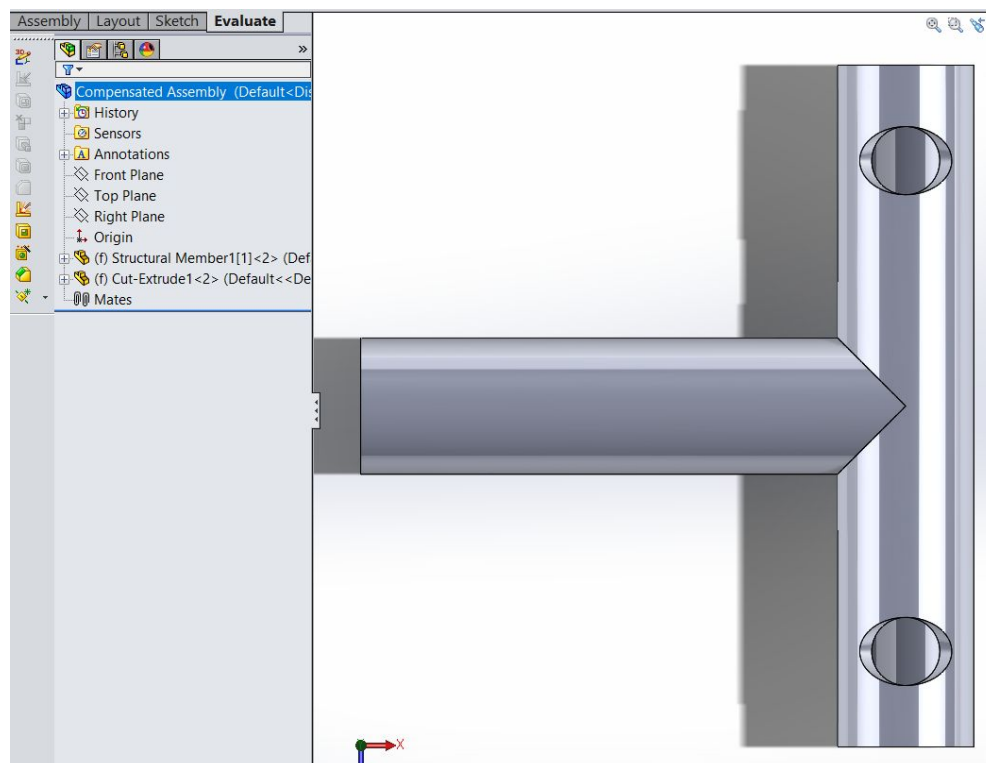 Assembly Layout Sketch Evaluate
Compensated Assembly (Default<Dis
History
Sensors
A Annotations
Front Plane
Top Plane
Right Plane
Origin
(f) Structural Member1[1]<2> (Def
(f) Cut-Extrude1<2> (Default<<De
Mates
X